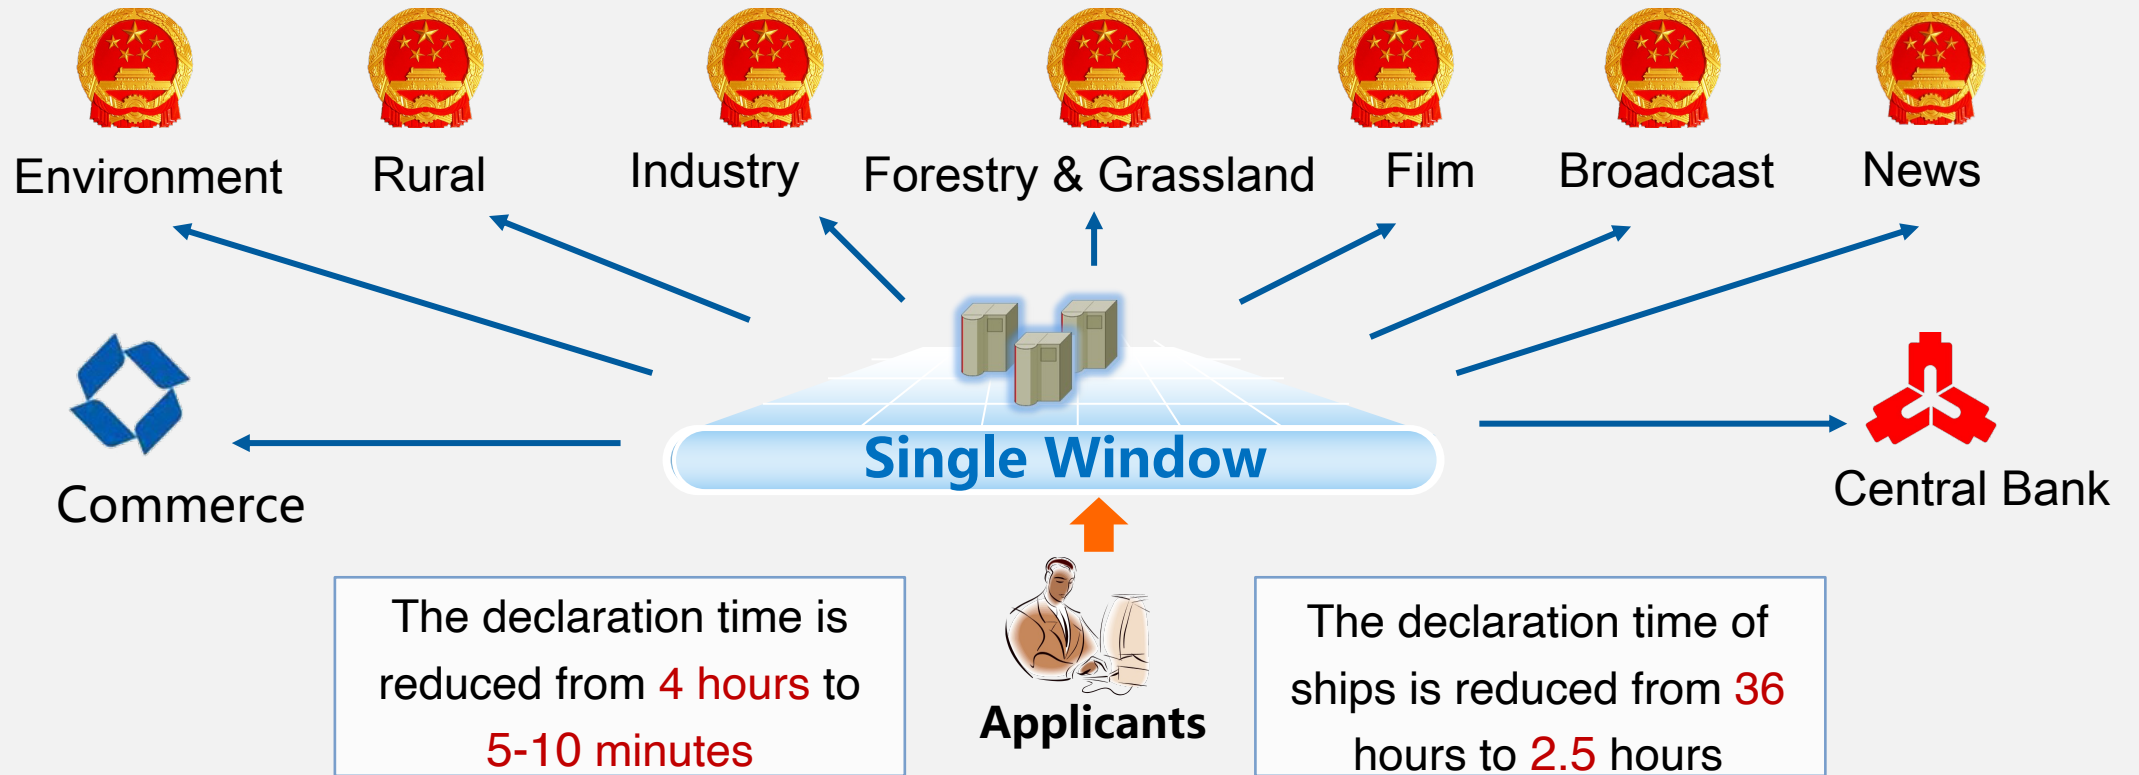 Environment
Rural
Industry
Forestry & Grassland
Film
Broadcast
News
Commerce
Single Window
Central Bank
The declaration time is
reduced from 4 hours to
5-10 minutes
Applicants
The declaration time of
ships is reduced from 36
hours to 2.5 hours